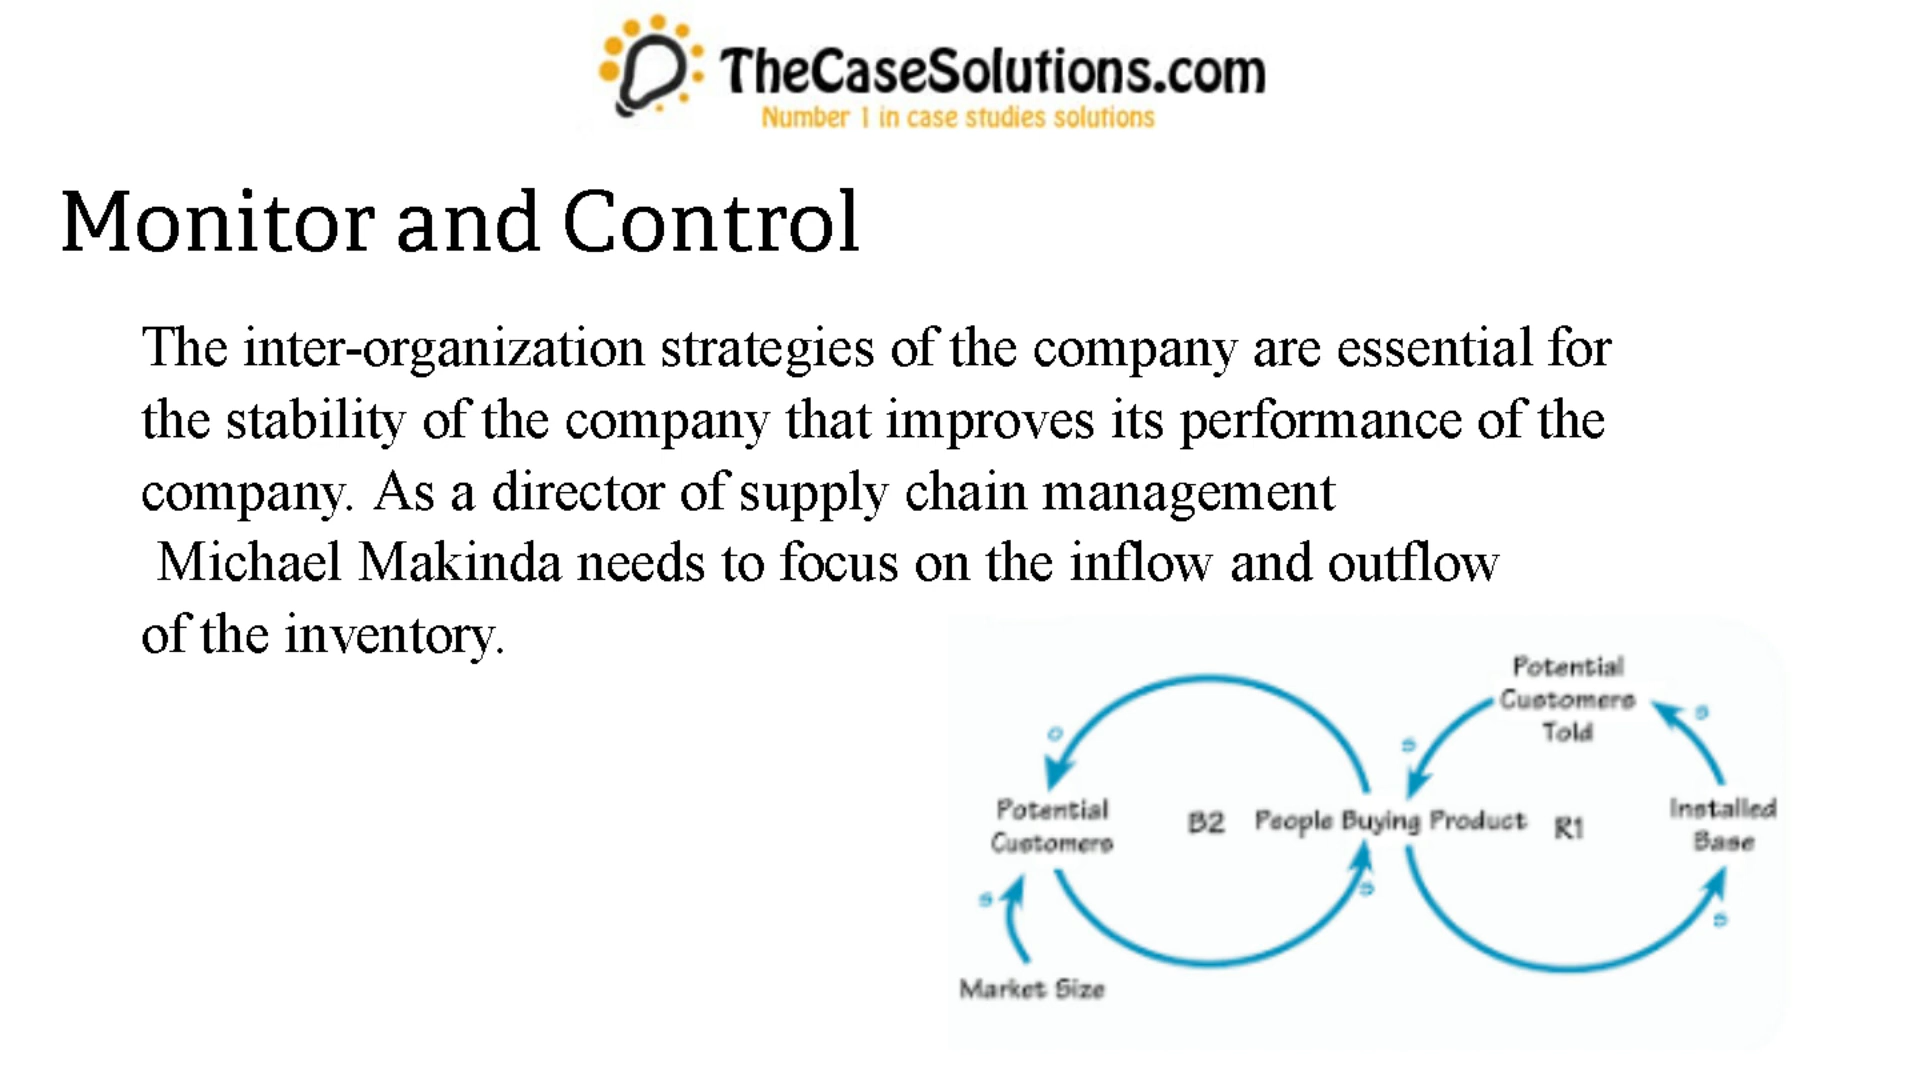 TheCaseSolutions.com
Number 1 in case studies solutions
Monitor and Control
The inter-organization strategies of the company are essential for
the stability of the company that improves its performance of the
company. As a director of supply chain management
Michael Makinda needs to focus on the inflow and outflow
of the inventory.
Potential
Customers
Told
s
s
o
Potential
Customers
B2
People Buying Product
R1
Installed
Base
s
s
s
Market Size